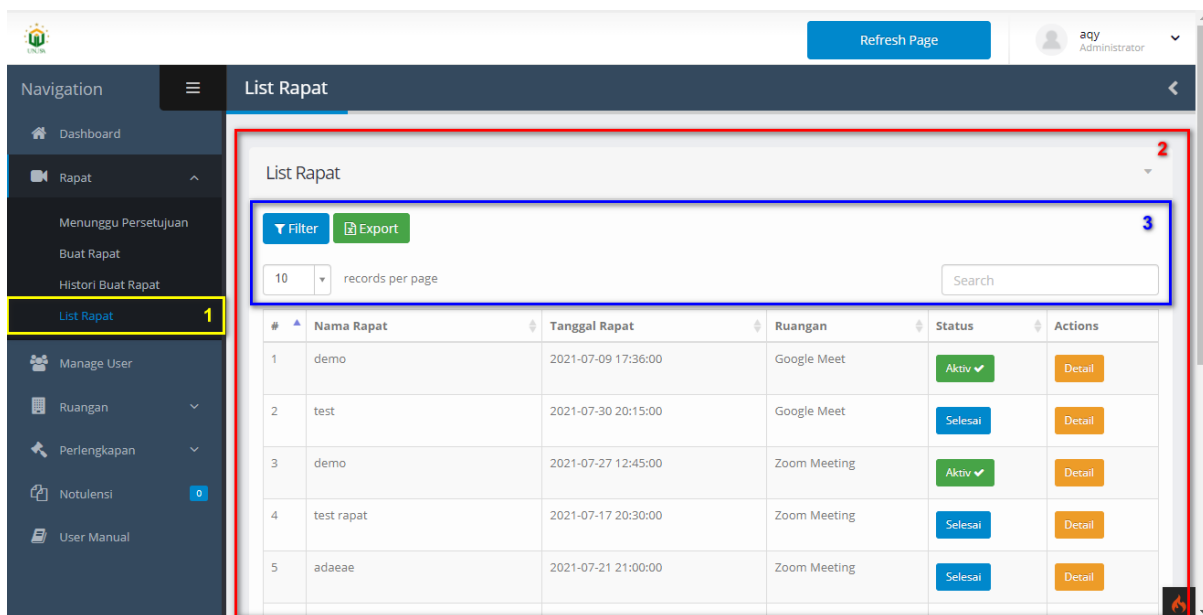 UNUJA
Refresh Page
aqy
Administrator
Navigation
List Rapat
Dashboard
Rapat
Menunggu Persetujuan
Buat Rapat
Histori Buat Rapat
List Rapat 1
Manage User
Ruangan
Perlengkapan
Notulensi 0
User Manual
2
List Rapat
3
Filter Export
10 records per page Search
# Nama Rapat Tanggal Rapat Ruangan Status Actions
1 demo 2021-07-09 17:36:00 Google Meet Aktiv Detail
2 test 2021-07-30 20:15:00 Google Meet Selesai Detail
3 demo 2021-07-27 12:45:00 Zoom Meeting Aktiv Detail
4 test rapat 2021-07-17 20:30:00 Zoom Meeting Selesai Detail
5 adaeae 2021-07-21 21:00:00 Zoom Meeting Selesai Detail